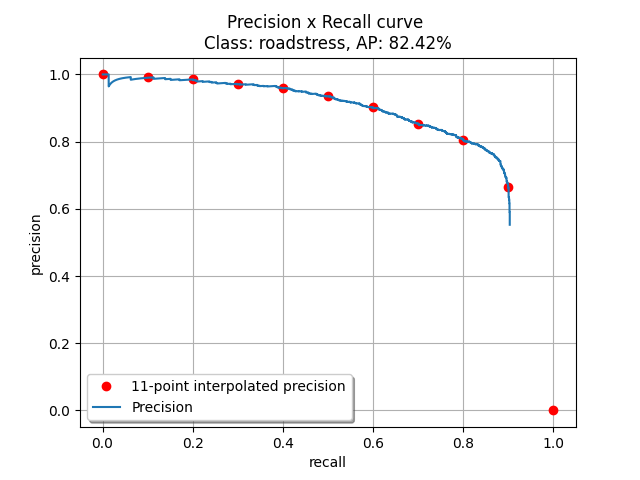 Precision x Recall curve
Class: roadstress, AP: 82.42%
1.0
0.8
0.6
0.4
0.2
0.0
precision
11-point interpolated precision
Precision
0.0 0.2 0.4 0.6 0.8 1.0
recall